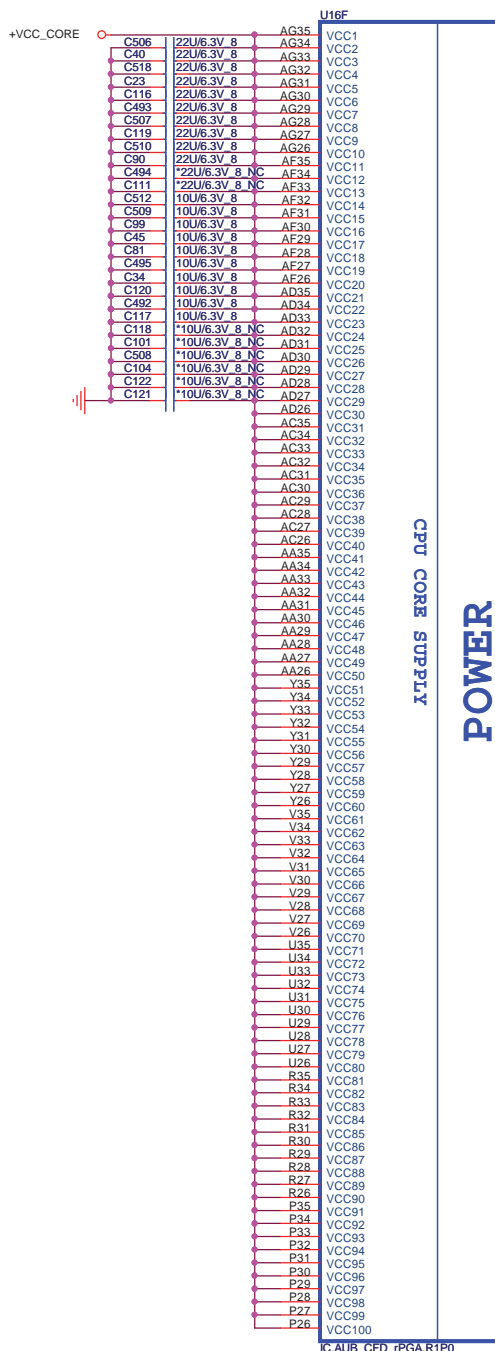 U16F
+VCC_CORE AG35 VCC1
C506 22U/6.3V_8 AG34 VCC2
C40 22U/6.3V_8 AG33 VCC3
C518 22U/6.3V_8 AG32 VCC4
C23 22U/6.3V_8 AG31 VCC5
C116 22U/6.3V_8 AG30 VCC6
C493 22U/6.3V_8 AG29 VCC7
C507 22U/6.3V_8 AG28 VCC8
C119 22U/6.3V_8 AG27 VCC9
C510 22U/6.3V_8 AG26 VCC10
C90 22U/6.3V_8 AF35 VCC11
C494 *22U/6.3V_8_NC AF34 VCC12
C111 *22U/6.3V_8_NC AF33 VCC13
C512 10U/6.3V_8 AF32 VCC14
C509 10U/6.3V_8 AF31 VCC15
C99 10U/6.3V_8 AF30 VCC16
C45 10U/6.3V_8 AF29 VCC17
C81 10U/6.3V_8 AF28 VCC18
C495 10U/6.3V_8 AF27 VCC19
C34 10U/6.3V_8 AF26 VCC20
C120 10U/6.3V_8 AD35 VCC21
C492 10U/6.3V_8 AD34 VCC22
C117 10U/6.3V_8 AD33 VCC23
C118 *10U/6.3V_8_NC AD32 VCC24
C101 *10U/6.3V_8_NC AD31 VCC25
C508 *10U/6.3V_8_NC AD30 VCC26
C104 *10U/6.3V_8_NC AD29 VCC27
C122 *10U/6.3V_8_NC AD28 VCC28
C121 *10U/6.3V_8_NC AD27 VCC29
AD26 VCC30
AC35 VCC31
AC34 VCC32
AC33 VCC33
AC32 VCC34
AC31 VCC35
AC30 VCC36
AC29 VCC37
AC28 VCC38
AC27 VCC39
AC26 VCC40
AA35 VCC41
AA34 VCC42
AA33 VCC43
AA32 VCC44
AA31 VCC45
AA30 VCC46
AA29 VCC47
AA28 VCC48
AA27 VCC49
AA26 VCC50
Y35 VCC51
Y34 VCC52
Y33 VCC53
Y32 VCC54
Y31 VCC55
Y30 VCC56
Y29 VCC57
Y28 VCC58
Y27 VCC59
Y26 VCC60
V35 VCC61
V34 VCC62
V33 VCC63
V32 VCC64
V31 VCC65
V30 VCC66
V29 VCC67
V28 VCC68
V27 VCC69
V26 VCC70
U35 VCC71
U34 VCC72
U33 VCC73
U32 VCC74
U31 VCC75
U30 VCC76
U29 VCC77
U28 VCC78
U27 VCC79
U26 VCC80
R35 VCC81
R34 VCC82
R33 VCC83
R32 VCC84
R31 VCC85
R30 VCC86
R29 VCC87
R28 VCC88
R27 VCC89
R26 VCC90
P35 VCC91
P34 VCC92
P33 VCC93
P32 VCC94
P31 VCC95
P30 VCC96
P29 VCC97
P28 VCC98
P27 VCC99
P26 VCC100
CPU CORE SUPPLY
POWER
IC,AUB_CFD_rPGA,R1P0